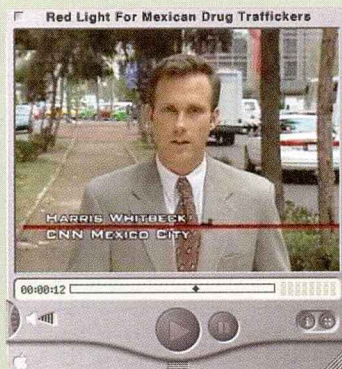 Red Light For Mexican Drug Traffickers
HARRIS WHITBECK
CNN MEXICO CITY
00:00:12